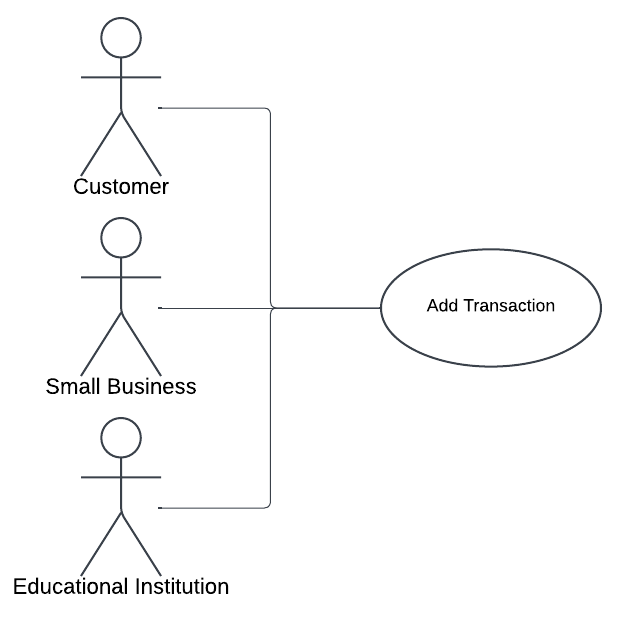 Customer
Small Business
Add Transaction
Educational Institution